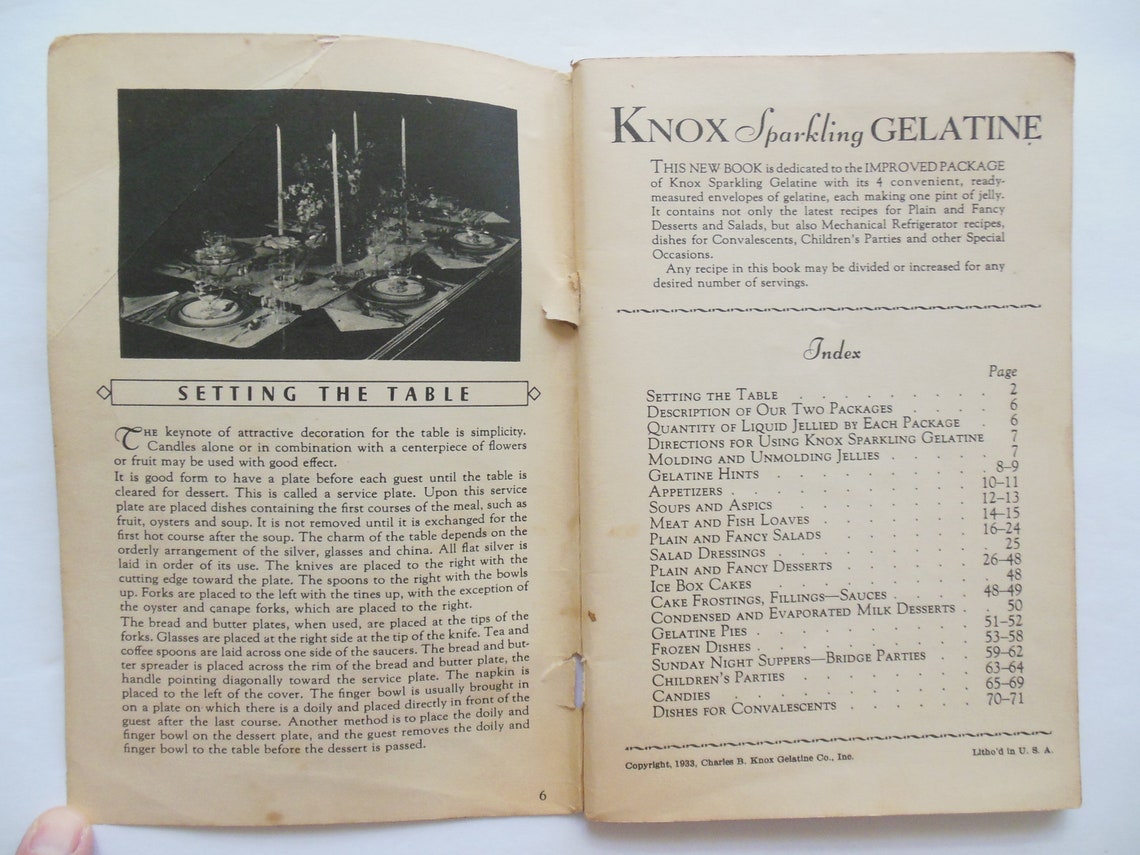 SETTING THE TABLE
THE keynote of attractive decoration for the table is simplicity.
Candles alone or in combination with a centerpiece of flowers
or fruit may be used with good effect.
It is good form to have a plate before each guest until the table is
cleared for dessert. This is called a service plate. Upon this service
plate are placed dishes containing the first courses of the meal, such as
fruit, oysters and soup. It is not removed until it is exchanged for the
first hot course after the soup. The charm of the table depends on the
orderly arrangement of the silver, glasses and china. All flat silver is
laid in order of its use. The knives are placed to the right with the
cutting edge toward the plate. The spoons to the right with the bowls
up. Forks are placed to the left with the tines up, with the exception of
the oyster and canape forks, which are placed to the right.
The bread and butter plates, when used, are placed at the tips of the
forks. Glasses are placed at the right side at the tip of the knife. Tea and
coffee spoons are laid across one side of the saucers. The bread and but-
ter spreader is placed across the rim of the bread and butter plate, the
handle pointing diagonally toward the service plate. The napkin is
placed to the left of the cover. The finger bowl is usually brought in
on a plate on which there is a doily and placed directly in front of the
guest after the last course. Another method is to place the doily and
finger bowl on the dessert plate, and the guest removes the doily and
finger bowl to the table before the dessert is passed.
6
KNOX Sparkling GELATINE
THIS NEW BOOK is dedicated to the IMPROVED PACKAGE
of Knox Sparkling Gelatine with its 4 convenient, ready-
measured envelopes of gelatine, each making one pint of jelly.
It contains not only the latest recipes for Plain and Fancy
Desserts and Salads, but also Mechanical Refrigerator recipes,
dishes for Convalescents, Children's Parties and other Special
Occasions.
Any recipe in this book may be divided or increased for any
desired number of servings.
Index
Page
SETTING THE TABLE . . . . . . . . . 2
DESCRIPTION OF OUR TWO PACKAGES . . . . . 6
QUANTITY OF LIQUID JELLIED BY EACH PACKAGE . 6
DIRECTIONS FOR USING KNOX SPARKLING GELATINE 7
MOLDING AND UNMOLDING JELLIES . . . . . 7
GELATINE HINTS . . . . . . . . . 8–9
APPETIZERS . . . . . . . . . . 10–11
SOUPS AND ASPICS . . . . . . . . 12–13
MEAT AND FISH LOAVES . . . . . . . 14–15
PLAIN AND FANCY SALADS . . . . . . 16–24
SALAD DRESSINGS . . . . . . . . . 25
PLAIN AND FANCY DESSERTS . . . . . . 26–48
ICE BOX CAKES . . . . . . . . . 48
CAKE FROSTINGS, FILLINGS—SAUCES . . . . 48–49
CONDENSED AND EVAPORATED MILK DESSERTS . . 50
GELATINE PIES . . . . . . . . . 51–52
FROZEN DISHES . . . . . . . . . 53–58
SUNDAY NIGHT SUPPERS—BRIDGE PARTIES . . 59–62
CHILDREN'S PARTIES . . . . . . . 63–64
CANDIES . . . . . . . . . . 65–69
DISHES FOR CONVALESCENTS . . . . . . 70–71
Copyright, 1933, Charles B. Knox Gelatine Co., Inc. Litho'd in U. S. A.